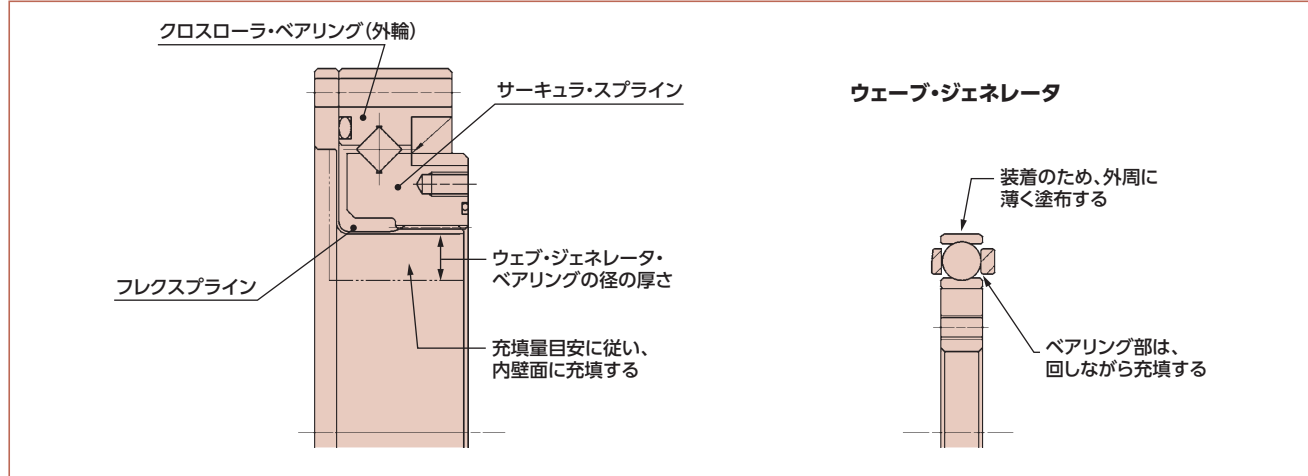 クロスローラ・ベアリング(外輪)
サーキュラ・スプライン
フレクスプライン
ウェブ・ジェネレータ・
ベアリングの径の厚さ
充填量目安に従い、
内壁面に充填する
ウェーブ・ジェネレータ
装着のため、外周に
薄く塗布する
ベアリング部は、
回しながら充填する